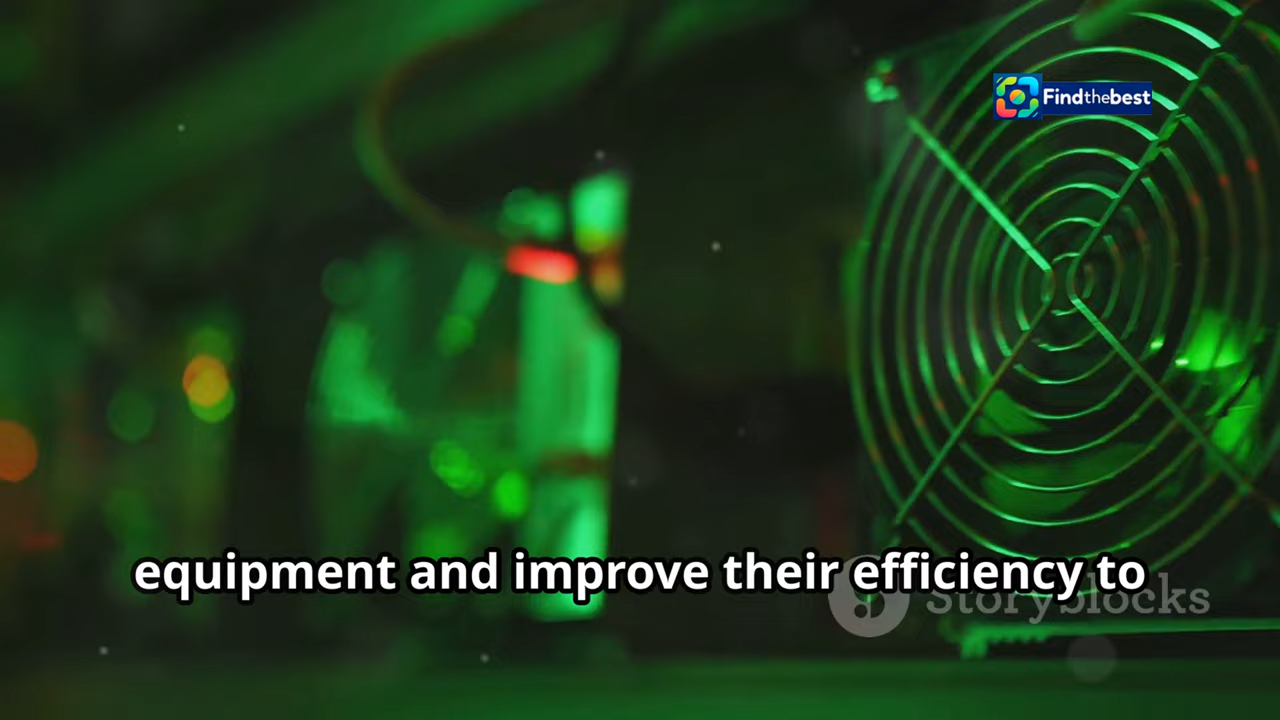 Findthebest
equipment and improve their efficiency to
Storyblocks